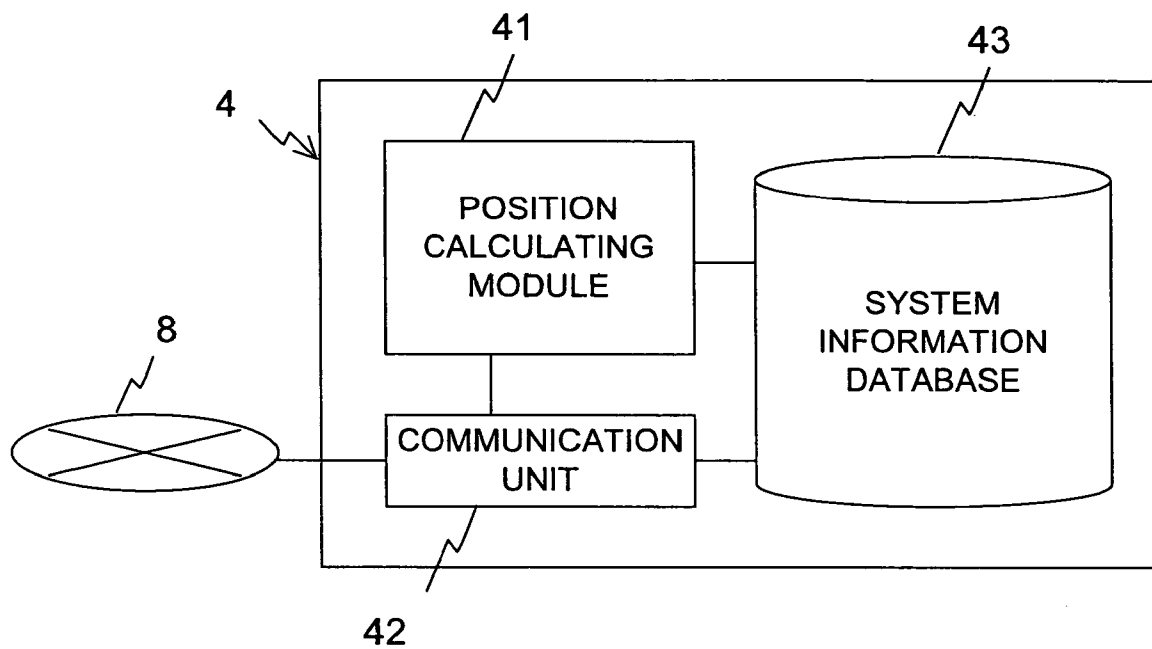 41
43
4
POSITION
CALCULATING
MODULE
SYSTEM
INFORMATION
DATABASE
8
COMMUNICATION
UNIT
42